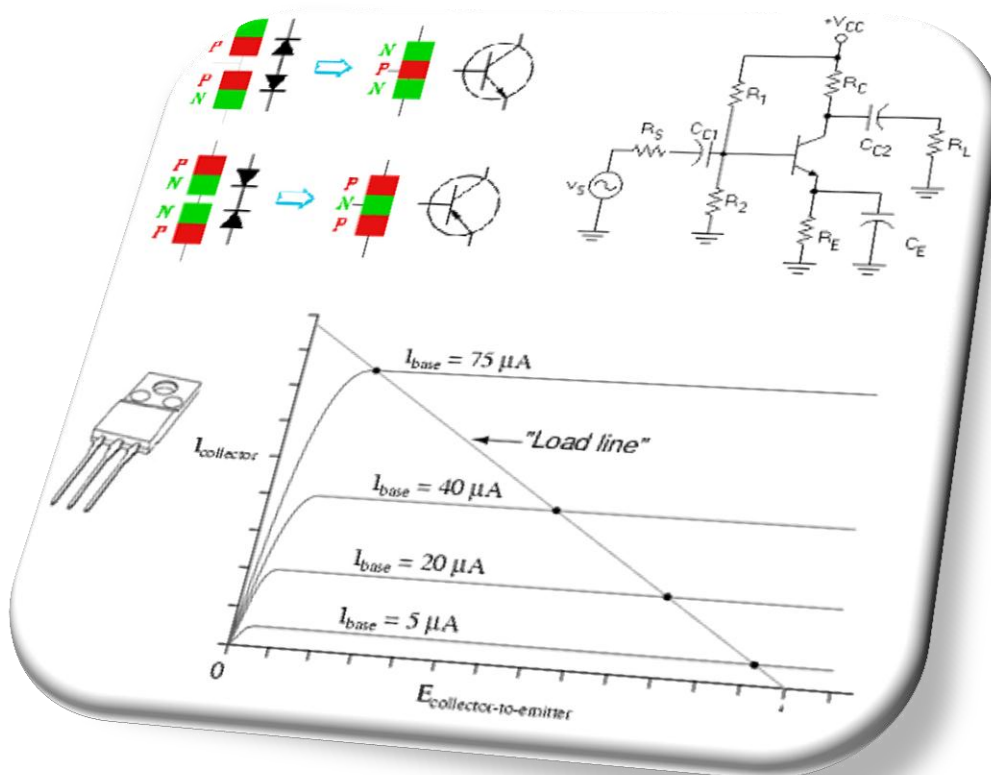 P
P
N
N
P
N
P
N
N
P
P
N
P
+VCC
R1
RC
RS
CC1
CC2
RL
vs
R2
RE
CE
Ibase = 75 µA
"Load line"
Icollector
Ibase = 40 µA
Ibase = 20 µA
Ibase = 5 µA
0
Ecollector-to-emitter